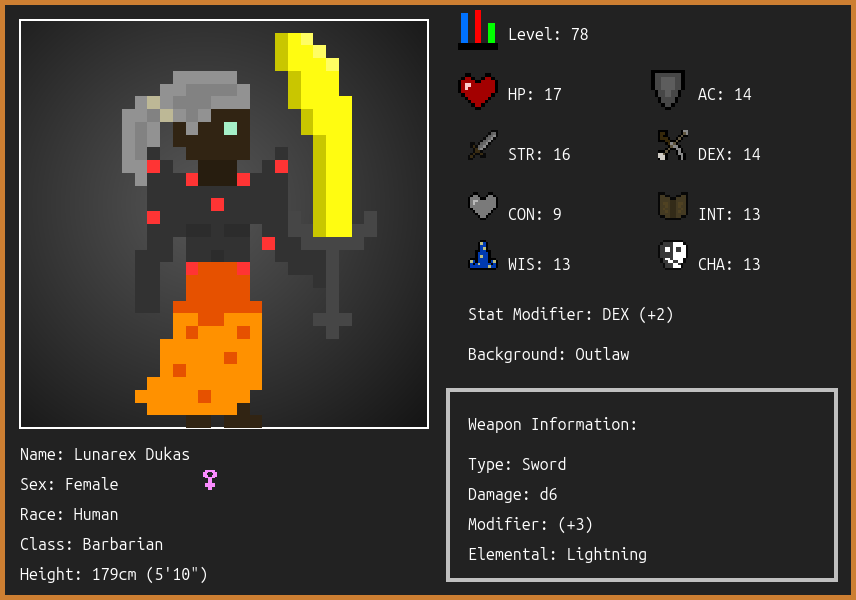 Level: 78
HP: 17
AC: 14
STR: 16
DEX: 14
CON: 9
INT: 13
WIS: 13
CHA: 13
Stat Modifier: DEX (+2)
Background: Outlaw
Weapon Information:
Type: Sword
Damage: d6
Modifier: (+3)
Elemental: Lightning
Name: Lunarex Dukas
Sex: Female
Race: Human
Class: Barbarian
Height: 179cm (5'10")